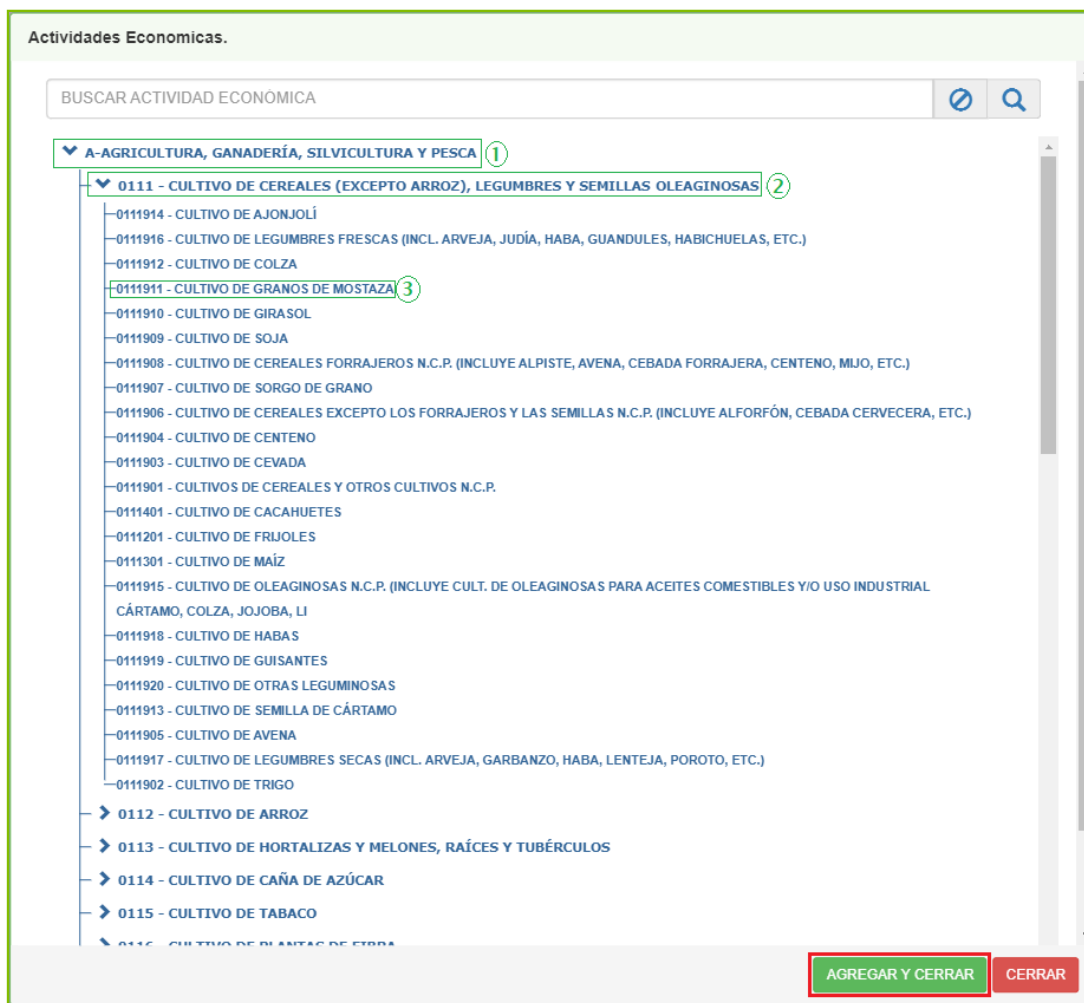 Actividades Economicas.
BUSCAR ACTIVIDAD ECONÓMICA
A-AGRICULTURA, GANADERÍA, SILVICULTURA Y PESCA 1
0111 - CULTIVO DE CEREALES (EXCEPTO ARROZ), LEGUMBRES Y SEMILLAS OLEAGINOSAS 2
0111914 - CULTIVO DE AJONJOLÍ
0111916 - CULTIVO DE LEGUMBRES FRESCAS (INCL. ARVEJA, JUDÍA, HABA, GUANDULES, HABICHUELAS, ETC.)
0111912 - CULTIVO DE COLZA
0111911 - CULTIVO DE GRANOS DE MOSTAZA 3
0111910 - CULTIVO DE GIRASOL
0111909 - CULTIVO DE SOJA
0111908 - CULTIVO DE CEREALES FORRAJEROS N.C.P. (INCLUYE ALPISTE, AVENA, CEBADA FORRAJERA, CENTENO, MIJO, ETC.)
0111907 - CULTIVO DE SORGO DE GRANO
0111906 - CULTIVO DE CEREALES EXCEPTO LOS FORRAJEROS Y LAS SEMILLAS N.C.P. (INCLUYE ALFORFÓN, CEBADA CERVECERA, ETC.)
0111904 - CULTIVO DE CENTENO
0111903 - CULTIVO DE CEVADA
0111901 - CULTIVOS DE CEREALES Y OTROS CULTIVOS N.C.P.
0111401 - CULTIVO DE CACAHUETES
0111201 - CULTIVO DE FRIJOLES
0111301 - CULTIVO DE MAÍZ
0111915 - CULTIVO DE OLEAGINOSAS N.C.P. (INCLUYE CULT. DE OLEAGINOSAS PARA ACEITES COMESTIBLES Y/O USO INDUSTRIAL
CÁRTAMO, COLZA, JOJOBA, LI
0111918 - CULTIVO DE HABAS
0111919 - CULTIVO DE GUISANTES
0111920 - CULTIVO DE OTRAS LEGUMINOSAS
0111913 - CULTIVO DE SEMILLA DE CÁRTAMO
0111905 - CULTIVO DE AVENA
0111917 - CULTIVO DE LEGUMBRES SECAS (INCL. ARVEJA, GARBANZO, HABA, LENTEJA, POROTO, ETC.)
0111902 - CULTIVO DE TRIGO
0112 - CULTIVO DE ARROZ
0113 - CULTIVO DE HORTALIZAS Y MELONES, RAÍCES Y TUBÉRCULOS
0114 - CULTIVO DE CAÑA DE AZÚCAR
0115 - CULTIVO DE TABACO
0116 - CULTIVO DE PLANTAS DE FIBRA
AGREGAR Y CERRAR CERRAR